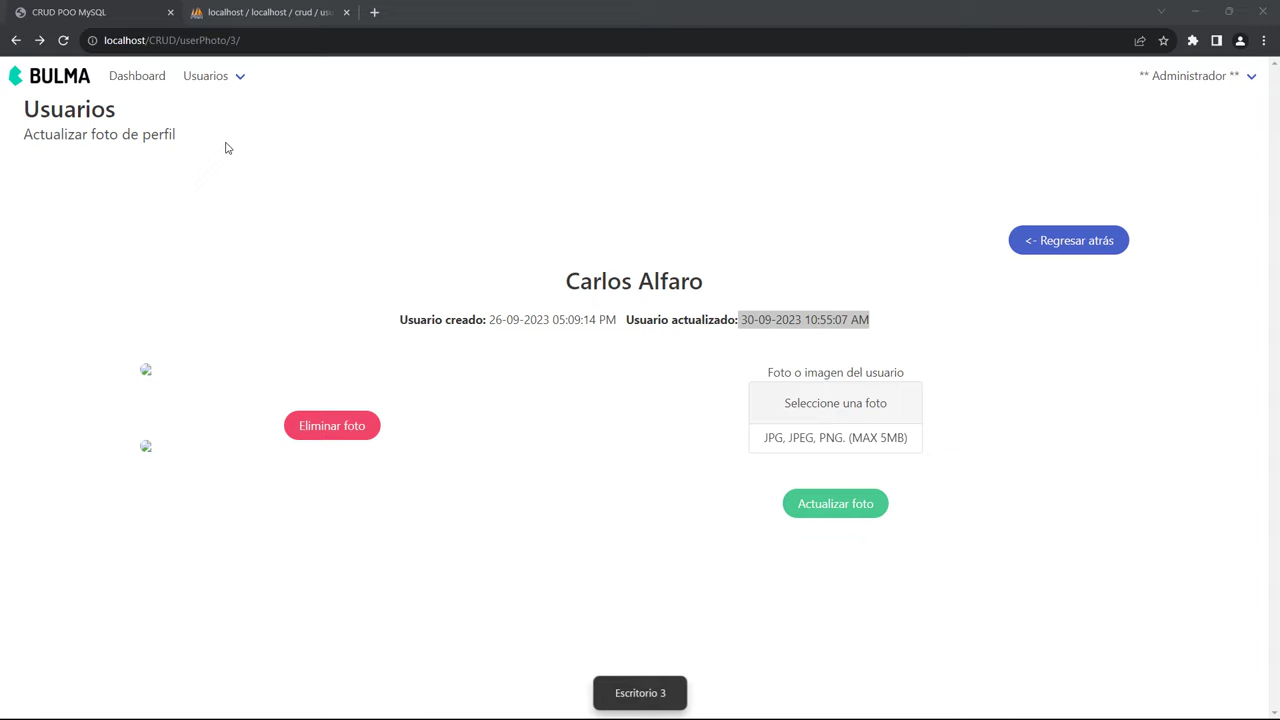 CRUD POO MySQL
localhost / localhost / crud / usu
localhost/CRUD/userPhoto/3/
BULMA Dashboard Usuarios ** Administrador **
Usuarios
Actualizar foto de perfil
<- Regresar atrás
Carlos Alfaro
Usuario creado: 26-09-2023 05:09:14 PM Usuario actualizado: 30-09-2023 10:55:07 AM
Foto o imagen del usuario
Seleccione una foto
Eliminar foto
JPG, JPEG, PNG. (MAX 5MB)
Actualizar foto
Escritorio 3